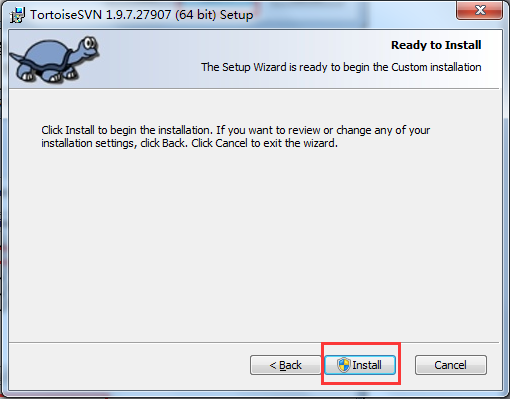 TortoiseSVN 1.9.7.27907 (64 bit) Setup
Ready to Install
The Setup Wizard is ready to begin the Custom installation
Click Install to begin the installation. If you want to review or change any of your
installation settings, click Back. Click Cancel to exit the wizard.
< Back
Install
Cancel